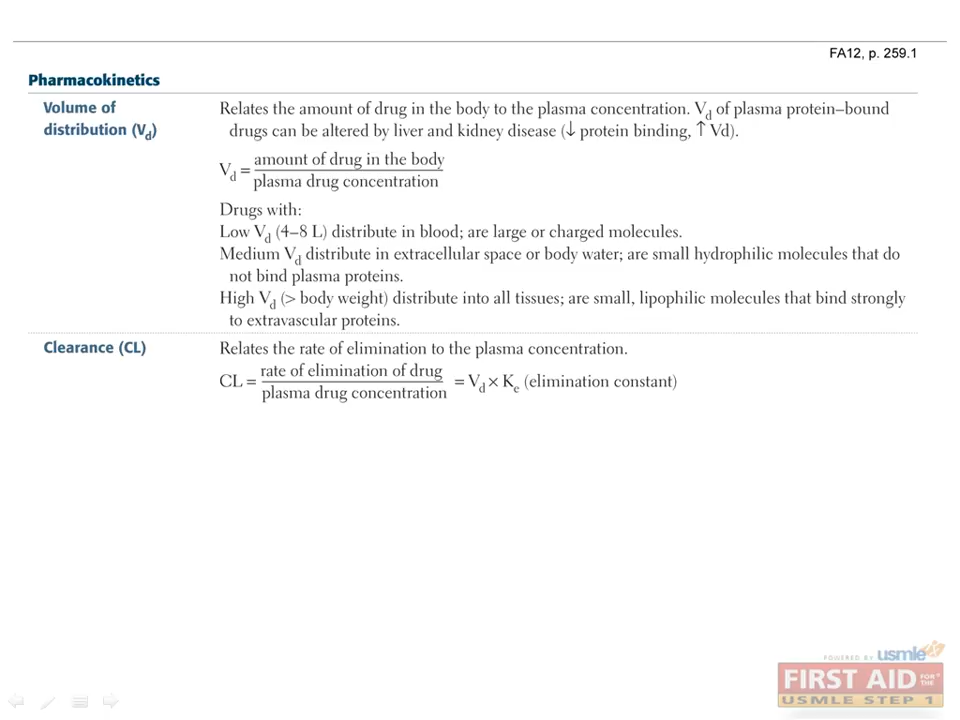 FA12, p. 259.1
Pharmacokinetics
Volume of distribution (Vd)
Relates the amount of drug in the body to the plasma concentration. Vd of plasma protein–bound
drugs can be altered by liver and kidney disease (↓ protein binding, ↑ Vd).
Vd = amount of drug in the body / plasma drug concentration
Drugs with:
Low Vd (4–8 L) distribute in blood; are large or charged molecules.
Medium Vd distribute in extracellular space or body water; are small hydrophilic molecules that do
not bind plasma proteins.
High Vd (> body weight) distribute into all tissues; are small, lipophilic molecules that bind strongly
to extravascular proteins.
Clearance (CL)
Relates the rate of elimination to the plasma concentration.
CL = rate of elimination of drug / plasma drug concentration = Vd × Ke (elimination constant)
POWERED BY usmle
FIRST AID FOR THE
USMLE STEP 1